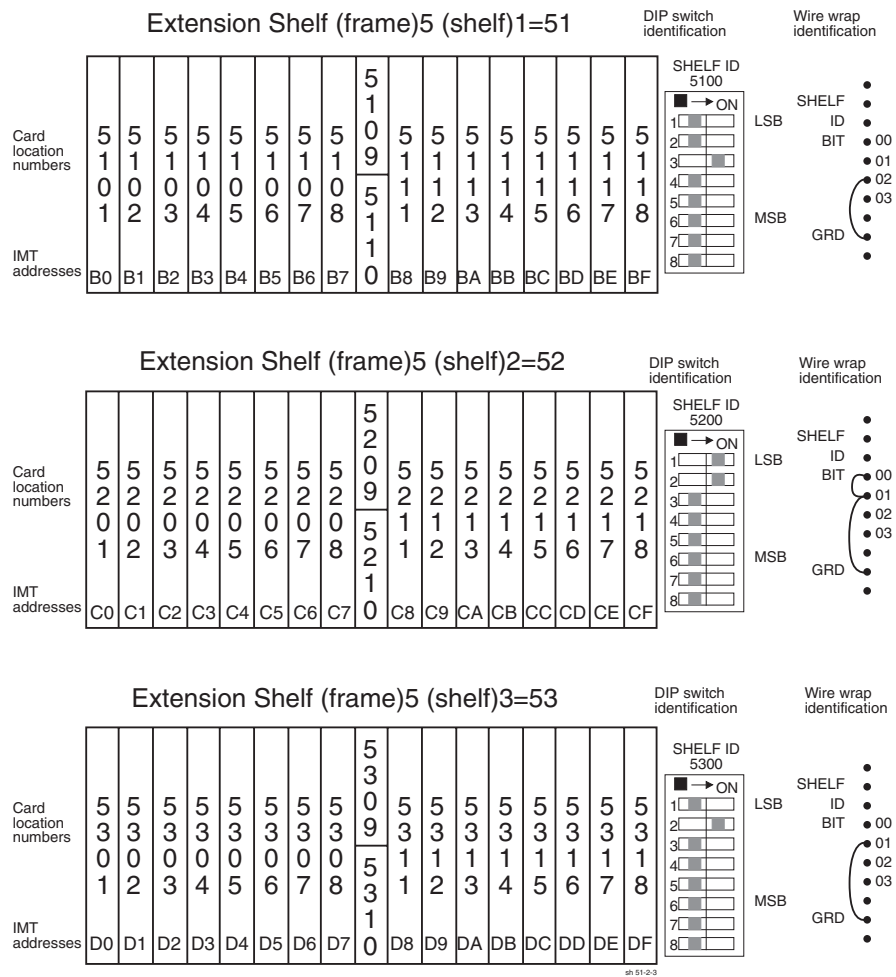 Extension Shelf (frame)5 (shelf)1=51
DIP switch
identification
Wire wrap
identification
SHELF ID
5100
ON
Card
location
numbers
5101 5102 5103 5104 5105 5106 5107 5108 5109 5110 5111 5112 5113 5114 5115 5116 5117 5118
IMT
addresses
B0 B1 B2 B3 B4 B5 B6 B7 B8 B9 BA BB BC BD BE BF
1
2
3
4
5
6
7
8
LSB
MSB
SHELF
ID
BIT
00
01
02
03
GRD
Extension Shelf (frame)5 (shelf)2=52
DIP switch
identification
Wire wrap
identification
SHELF ID
5200
ON
Card
location
numbers
5201 5202 5203 5204 5205 5206 5207 5208 5209 5210 5211 5212 5213 5214 5215 5216 5217 5218
IMT
addresses
C0 C1 C2 C3 C4 C5 C6 C7 C8 C9 CA CB CC CD CE CF
1
2
3
4
5
6
7
8
LSB
MSB
SHELF
ID
BIT
00
01
02
03
GRD
Extension Shelf (frame)5 (shelf)3=53
DIP switch
identification
Wire wrap
identification
SHELF ID
5300
ON
Card
location
numbers
5301 5302 5303 5304 5305 5306 5307 5308 5309 5310 5311 5312 5313 5314 5315 5316 5317 5318
IMT
addresses
D0 D1 D2 D3 D4 D5 D6 D7 D8 D9 DA DB DC DD DE DF
1
2
3
4
5
6
7
8
LSB
MSB
SHELF
ID
BIT
00
01
02
03
GRD
sh 51-2-3